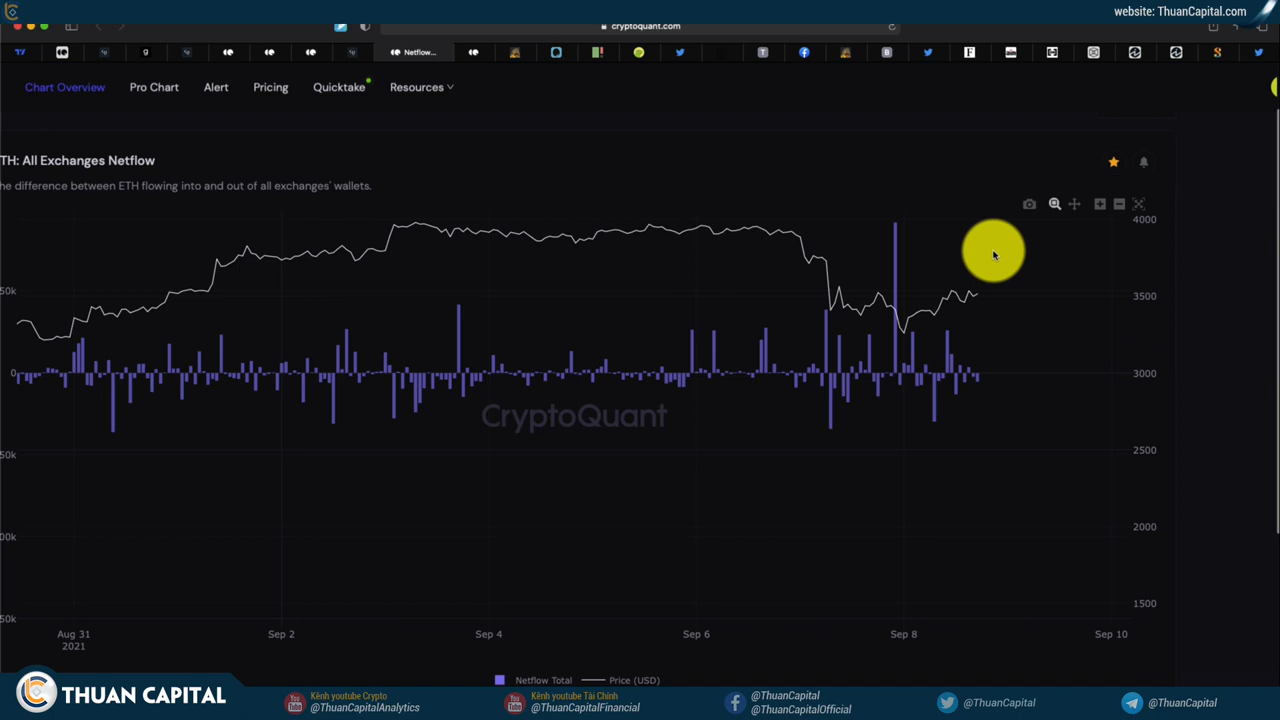 website: ThuanCapital.com
cryptoquant.com
Netflow...
Chart Overview
Pro Chart
Alert
Pricing
Quicktake
Resources
TH: All Exchanges Netflow
he difference between ETH flowing into and out of all exchanges' wallets.
4000
50k
3500
0
3000
CryptoQuant
50k
2500
00k
2000
1500
50k
Aug 31
2021
Sep 2
Sep 4
Sep 6
Sep 8
Sep 10
Netflow Total
Price (USD)
THUAN CAPITAL
Kênh youtube Crypto
@ThuanCapitalAnalytics
Kênh youtube Tài Chính
@ThuanCapitalFinancial
@ThuanCapital
@ThuanCapitalOfficial
@ThuanCapital
@ThuanCapital